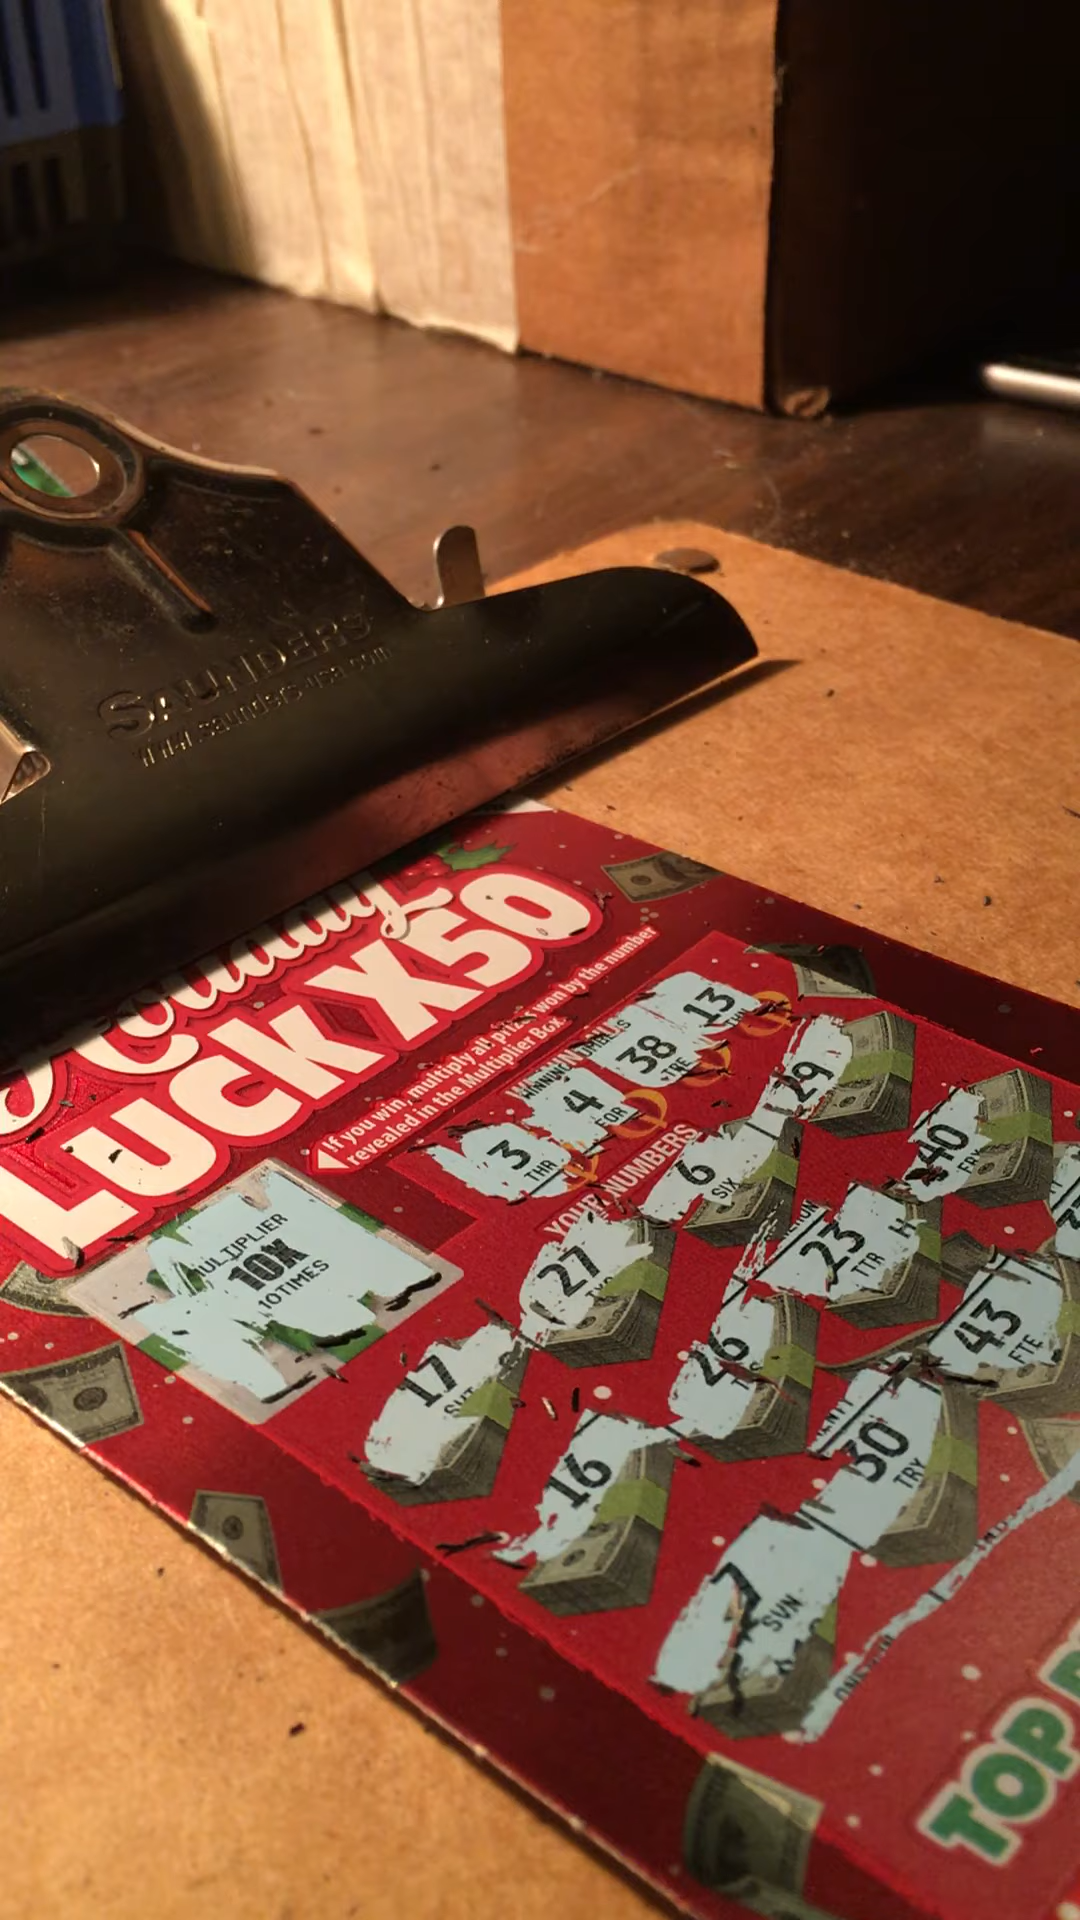 SAUNDERS
www.saunders-usa.com
Holiday
LUCK X50
If you win, multiply all prizes won by the number
revealed in the Multiplier Box.
WINNING
13
38
4
FOR
3
THR
MULTIPLIER
10X
10TIMES
YOUR NUMBERS
29
6
SIX
27
17
40
FRY
23
TTR
26
16
43
FTE
30
TRY
7
SVN
TOP